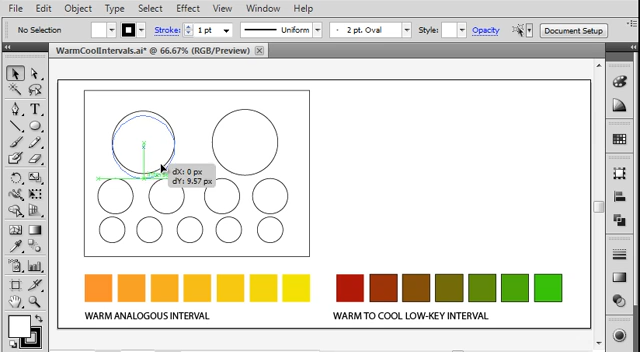 File Edit Object Type Select Effect View Window Help
No Selection Stroke: 1 pt Uniform 2 pt. Oval Style: Opacity Document Setup
WarmCoolIntervals.ai* @ 66.67% (RGB/Preview)
T
dX: 0 px
dY: 9.57 px
WARM ANALOGOUS INTERVAL
WARM TO COOL LOW-KEY INTERVAL